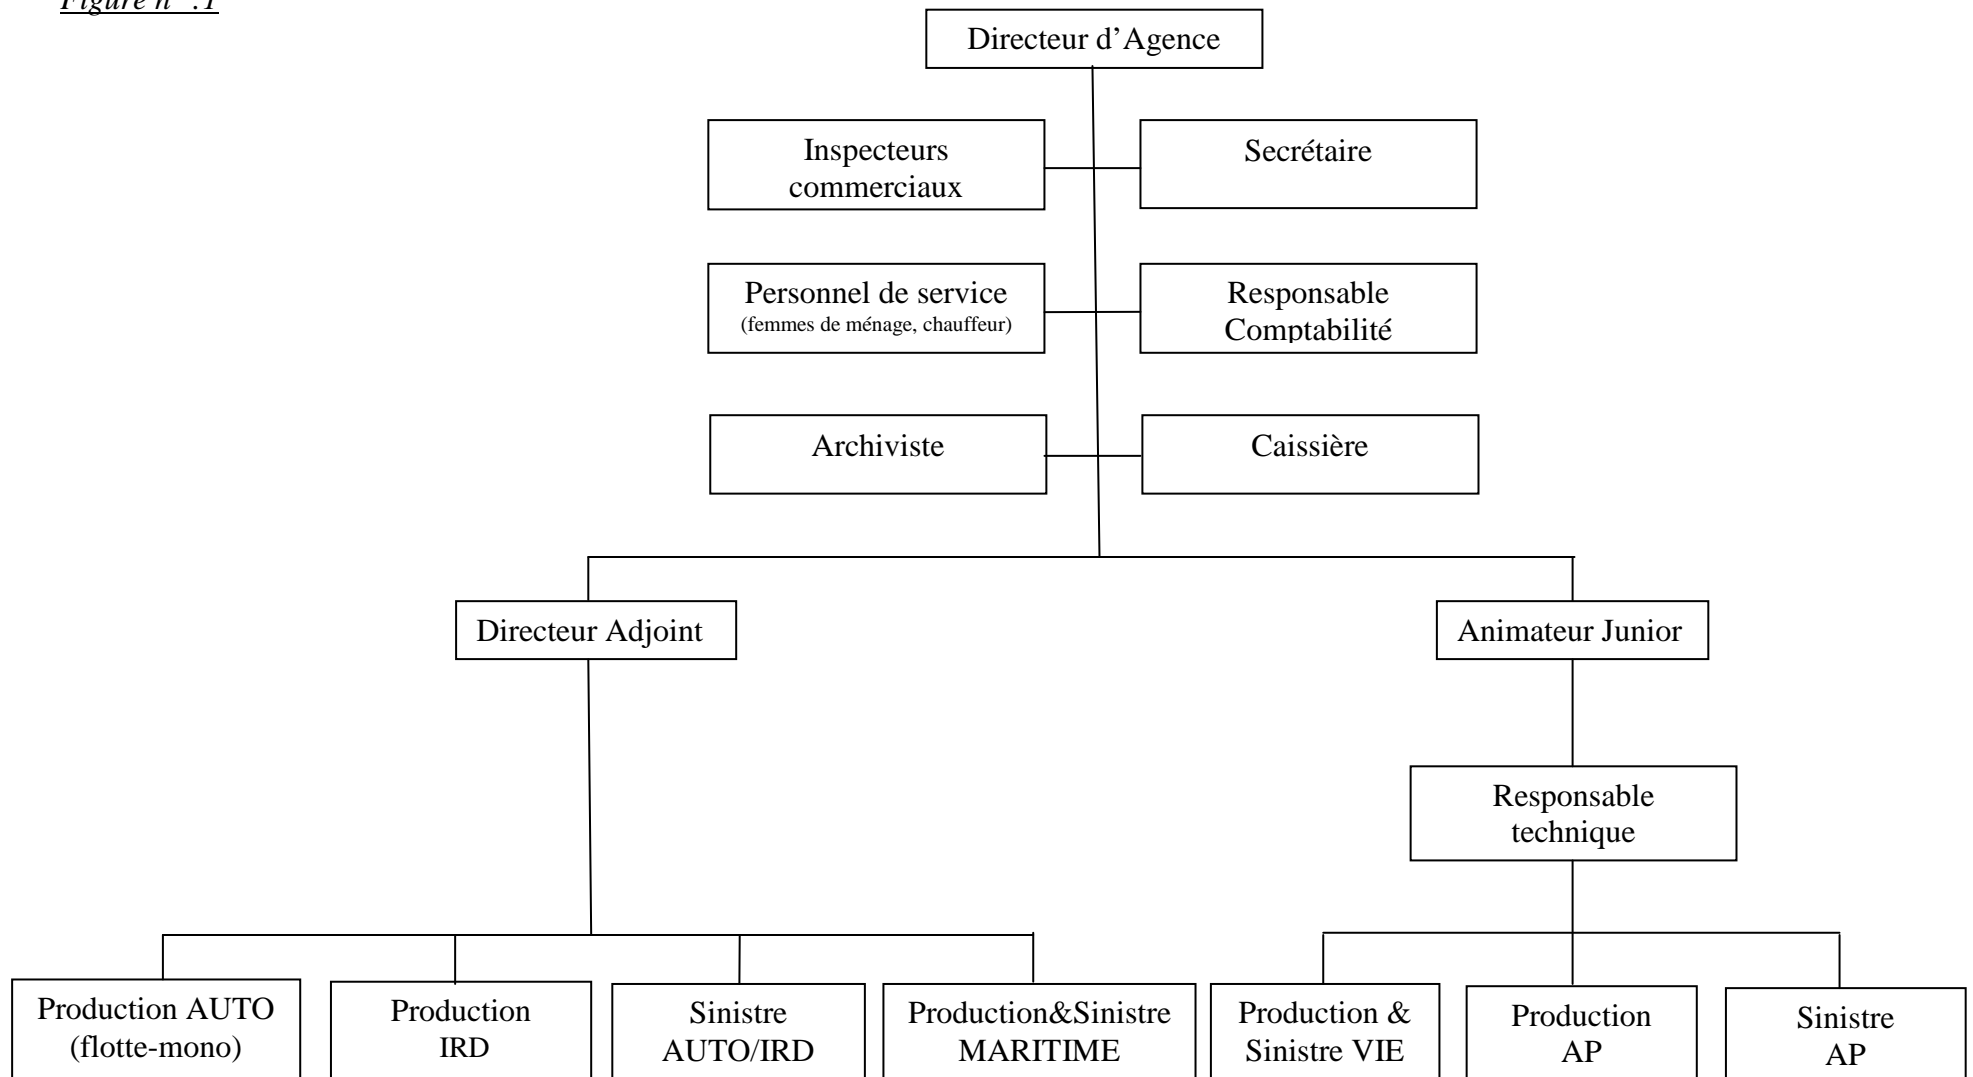 Figure n° :1
Directeur d’Agence
Inspecteurs
commerciaux
Secrétaire
Personnel de service
(femmes de ménage, chauffeur)
Responsable
Comptabilité
Archiviste
Caissière
Directeur Adjoint
Animateur Junior
Responsable
technique
Production AUTO
(flotte-mono)
Production
IRD
Sinistre
AUTO/IRD
Production&Sinistre
MARITIME
Production &
Sinistre VIE
Production
AP
Sinistre
AP